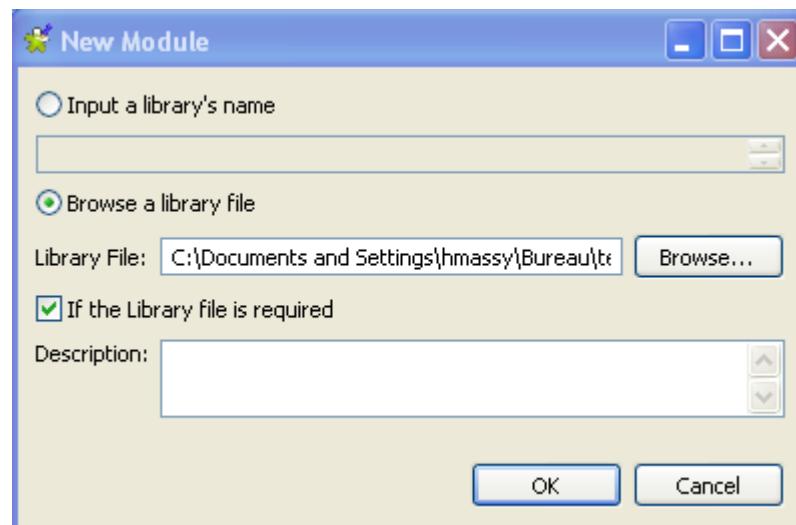 New Module
Input a library's name
Browse a library file
Library File: C:\Documents and Settings\hmassy\Bureau\te Browse...
If the Library file is required
Description:
OK Cancel